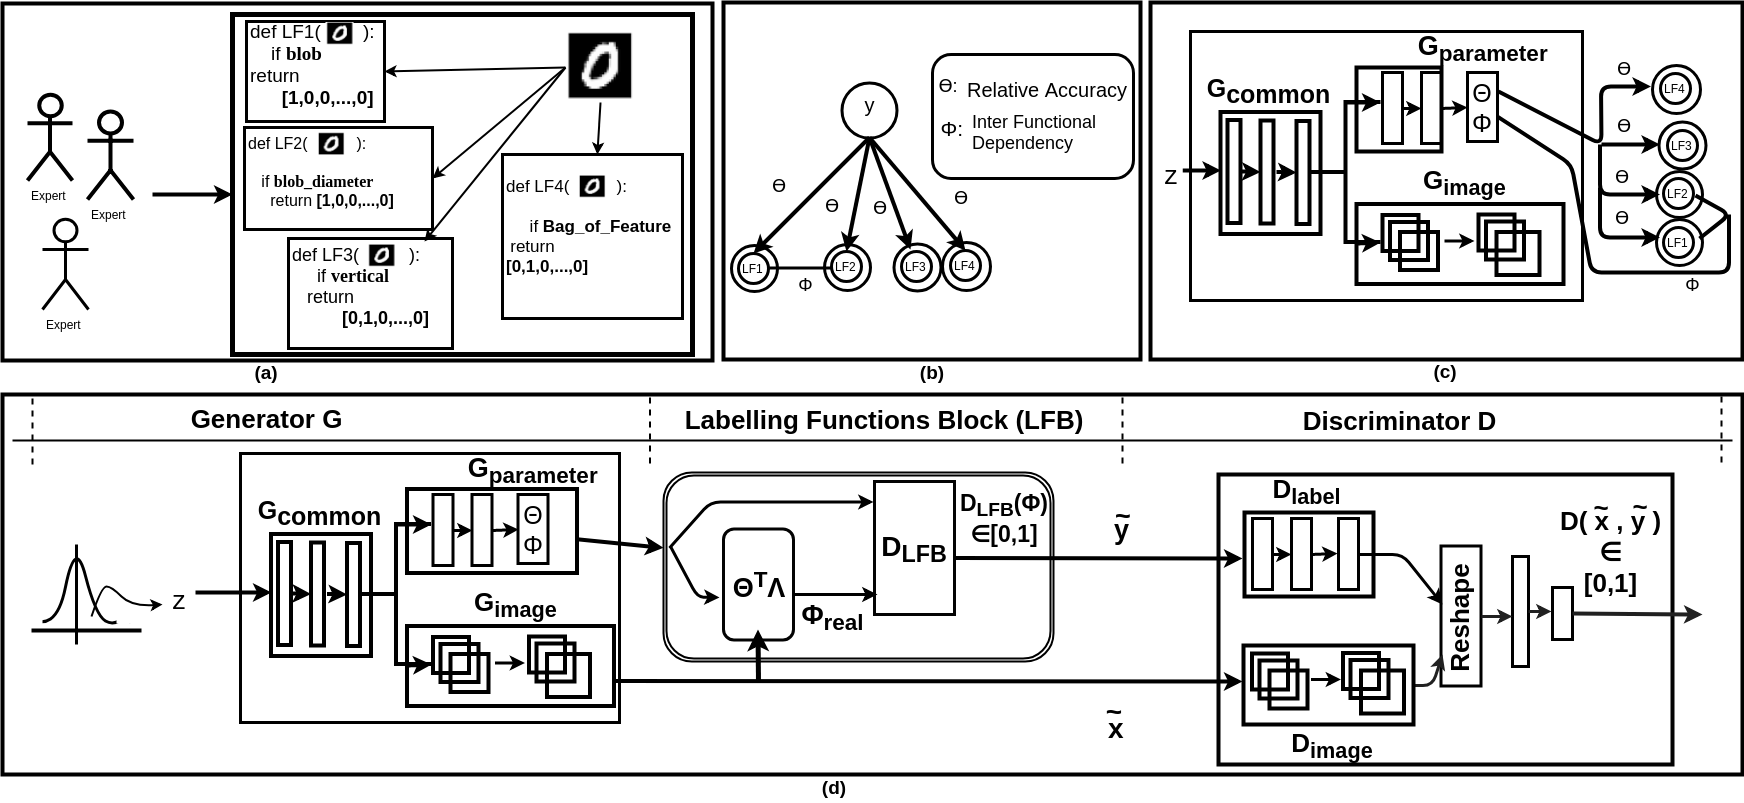 Expert
Expert
Expert
def LF1( ):
if blob
return
[1,0,0,...,0]
def LF2( ):
if blob_diameter
return [1,0,0,...,0]
def LF3( ):
if vertical
return
[0,1,0,...,0]
def LF4( ):
if Bag_of_Feature
return
[0,1,0,...,0]
(a)
y
ϴ: Relative Accuracy
Φ: Inter Functional
Dependency
ϴ
ϴ
ϴ
ϴ
LF1
LF2
LF3
LF4
Φ
(b)
z
Gcommon
Gparameter
Θ
Φ
Gimage
ϴ
LF4
ϴ
LF3
ϴ
LF2
ϴ
LF1
Φ
(c)
Generator G
Labelling Functions Block (LFB)
Discriminator D
z
Gcommon
Gparameter
Θ
Φ
Gimage
ΘᵀΛ
Φreal
DLFB
DLFB(Φ)
∈[0,1]
ỹ
x̃
Dlabel
Dimage
Reshape
D( x̃ , ỹ )
∈
[0,1]
(d)